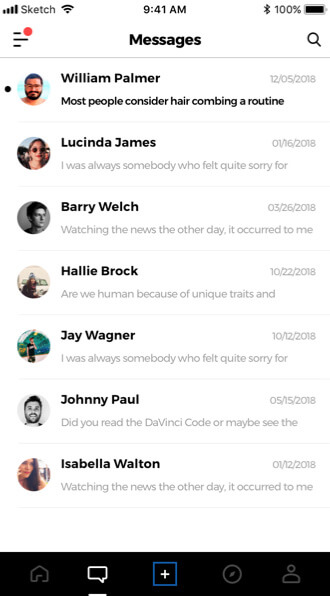 Sketch 9:41 AM 100%
Messages
William Palmer 12/05/2018
Most people consider hair combing a routine
Lucinda James 01/16/2018
I was always somebody who felt quite sorry for
Barry Welch 03/26/2018
Watching the news the other day, it occurred to me
Hallie Brock 10/22/2018
Are we human because of unique traits and
Jay Wagner 10/12/2018
I was always somebody who felt quite sorry for
Johnny Paul 05/15/2018
Did you read the DaVinci Code or maybe see the
Isabella Walton 01/12/2018
Watching the news the other day, it occurred to me